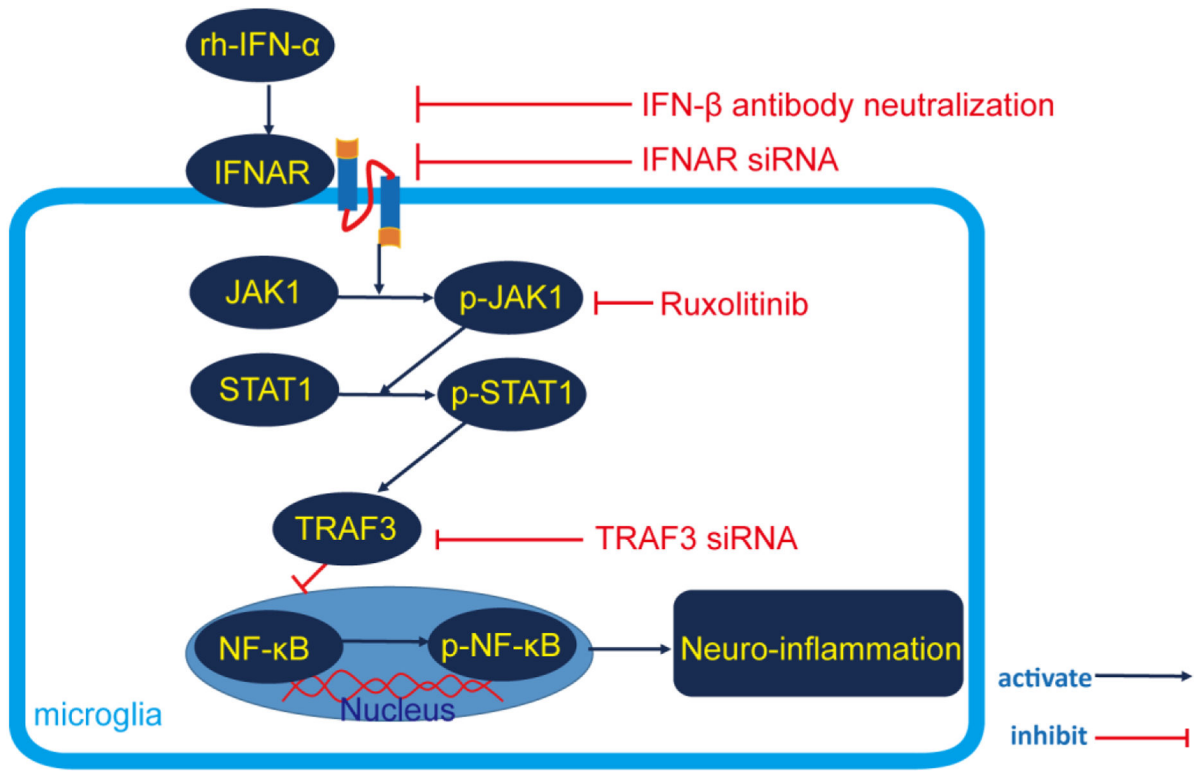 rh-IFN-α
IFN-β antibody neutralization
IFNAR
IFNAR siRNA
JAK1
p-JAK1
Ruxolitinib
STAT1
p-STAT1
TRAF3
TRAF3 siRNA
NF-κB
p-NF-κB
Neuro-inflammation
Nucleus
microglia
activate
inhibit